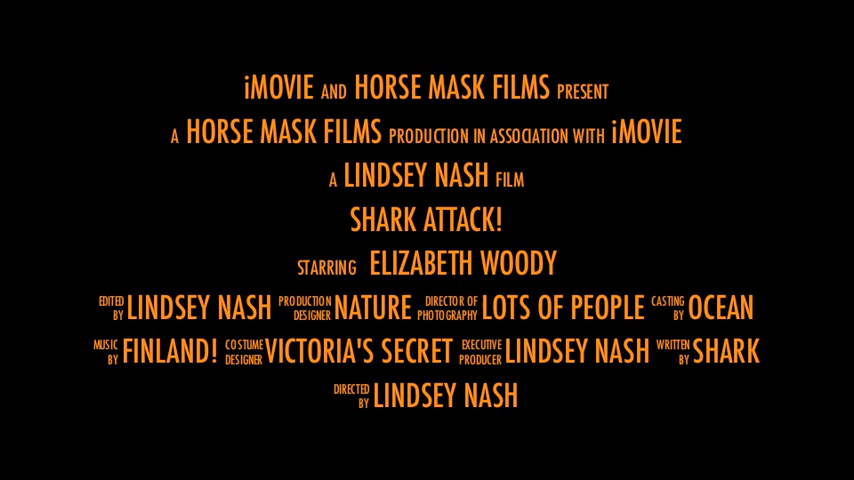 iMOVIE AND HORSE MASK FILMS PRESENT
A HORSE MASK FILMS PRODUCTION IN ASSOCIATION WITH iMOVIE
A LINDSEY NASH FILM
SHARK ATTACK!
STARRING ELIZABETH WOODY
EDITED BY LINDSEY NASH PRODUCTION DESIGNER NATURE DIRECTOR OF PHOTOGRAPHY LOTS OF PEOPLE CASTING BY OCEAN
MUSIC BY FINLAND! COSTUME DESIGNER VICTORIA'S SECRET EXECUTIVE PRODUCER LINDSEY NASH WRITTEN BY SHARK
DIRECTED BY LINDSEY NASH